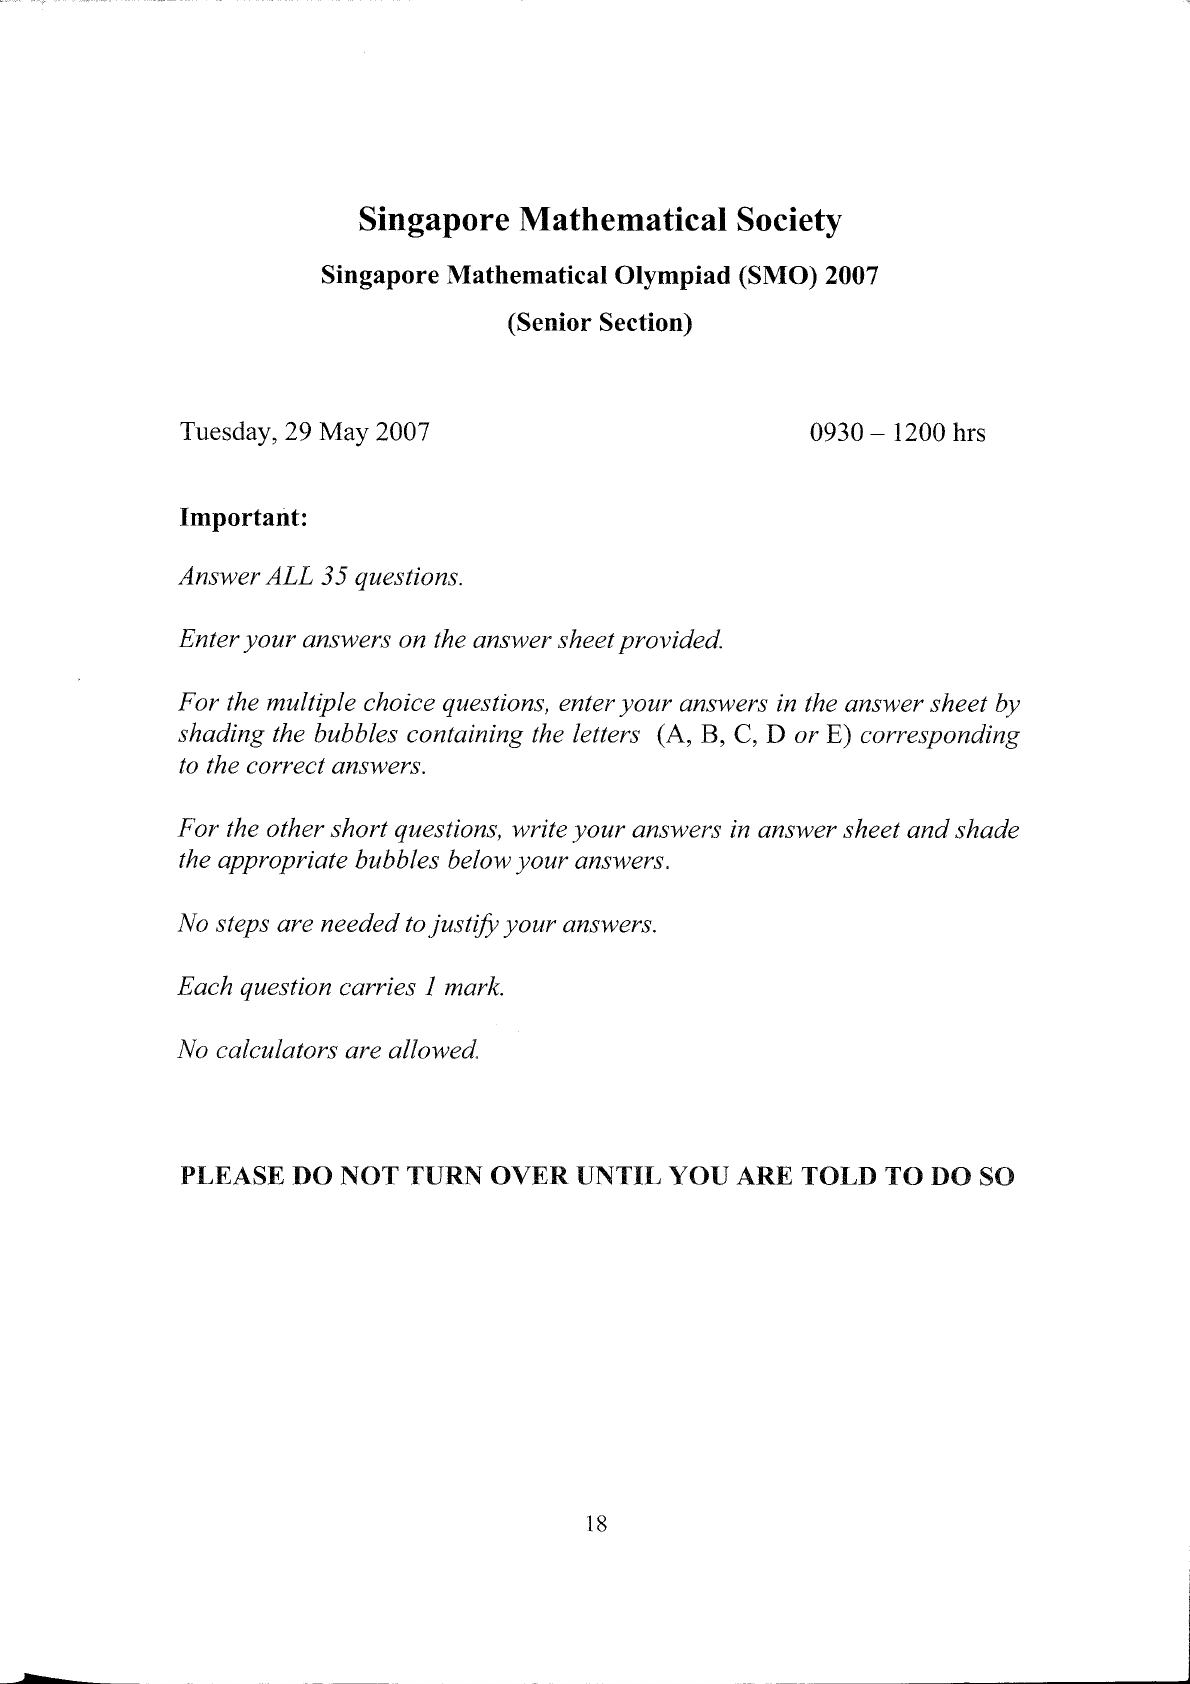 Singapore Mathematical Society
Singapore Mathematical Olympiad (SMO) 2007
(Senior Section)
Tuesday, 29 May 2007 0930 – 1200 hrs
Important:
Answer ALL 35 questions.
Enter your answers on the answer sheet provided.
For the multiple choice questions, enter your answers in the answer sheet by
shading the bubbles containing the letters (A, B, C, D or E) corresponding
to the correct answers.
For the other short questions, write your answers in answer sheet and shade
the appropriate bubbles below your answers.
No steps are needed to justify your answers.
Each question carries 1 mark.
No calculators are allowed.
PLEASE DO NOT TURN OVER UNTIL YOU ARE TOLD TO DO SO
18